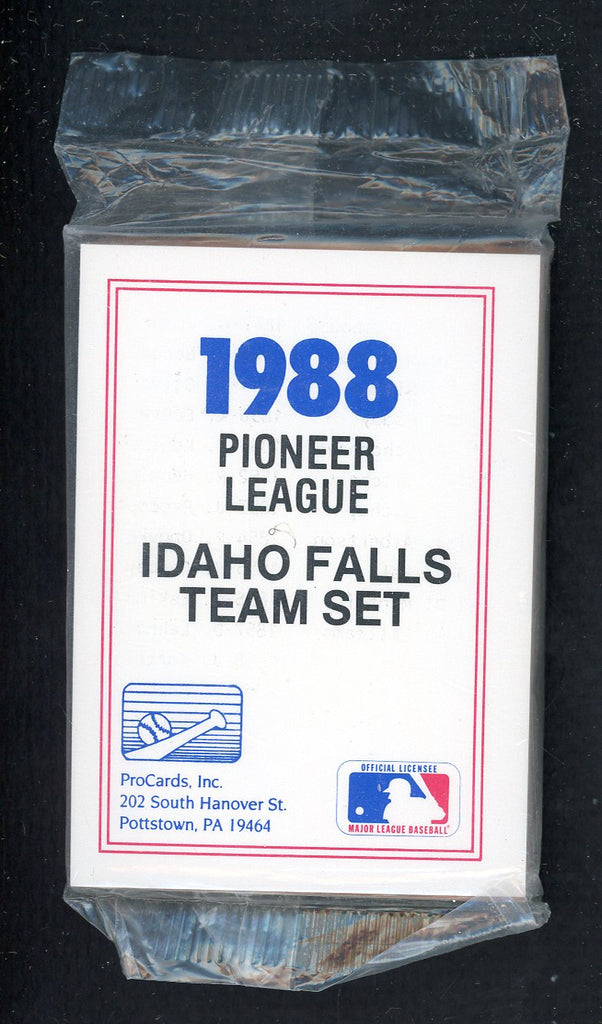 1988
PIONEER
LEAGUE
IDAHO FALLS
TEAM SET
ProCards, Inc.
202 South Hanover St.
Pottstown, PA 19464
OFFICIAL LICENSEE
MAJOR LEAGUE BASEBALL